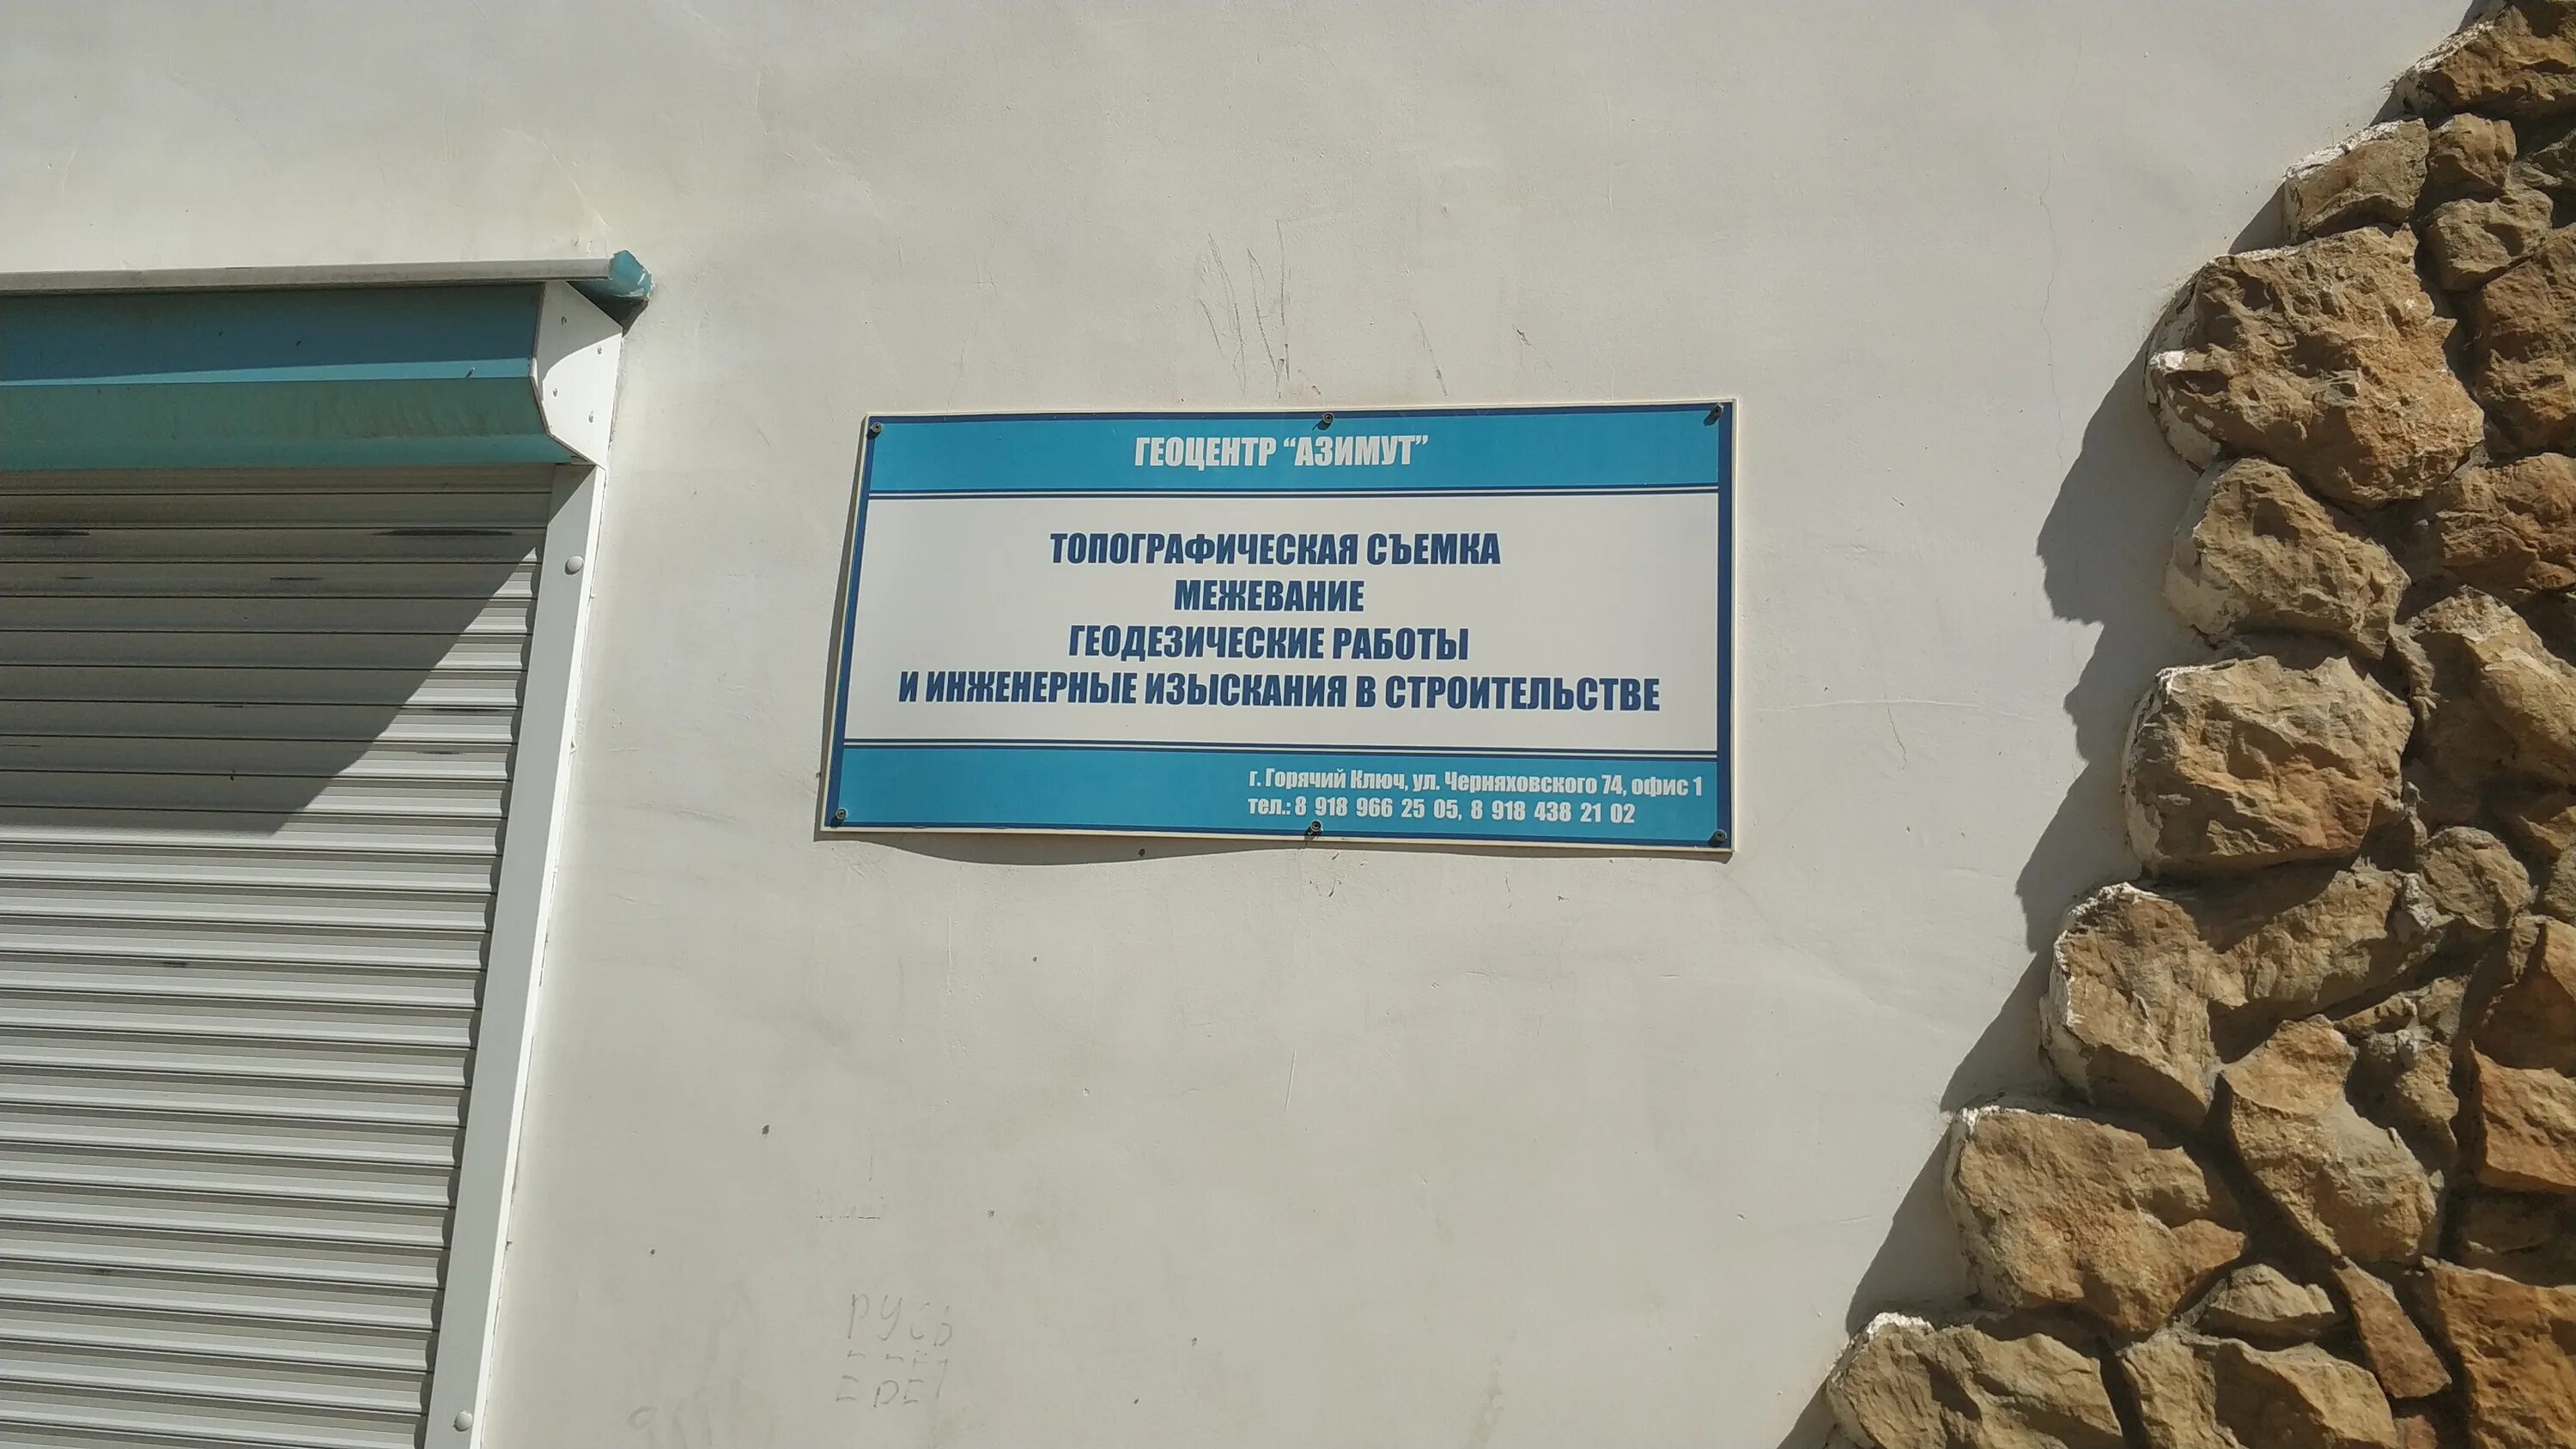 ГЕОЦЕНТР “АЗИМУТ”
ТОПОГРАФИЧЕСКАЯ СЪЕМКА
МЕЖЕВАНИЕ
ГЕОДЕЗИЧЕСКИЕ РАБОТЫ
И ИНЖЕНЕРНЫЕ ИЗЫСКАНИЯ В СТРОИТЕЛЬСТВЕ
г. Горячий Ключ, ул. Черняховского 74, офис 1
тел.: 8 918 966 25 05, 8 918 438 21 02
РУСЬ